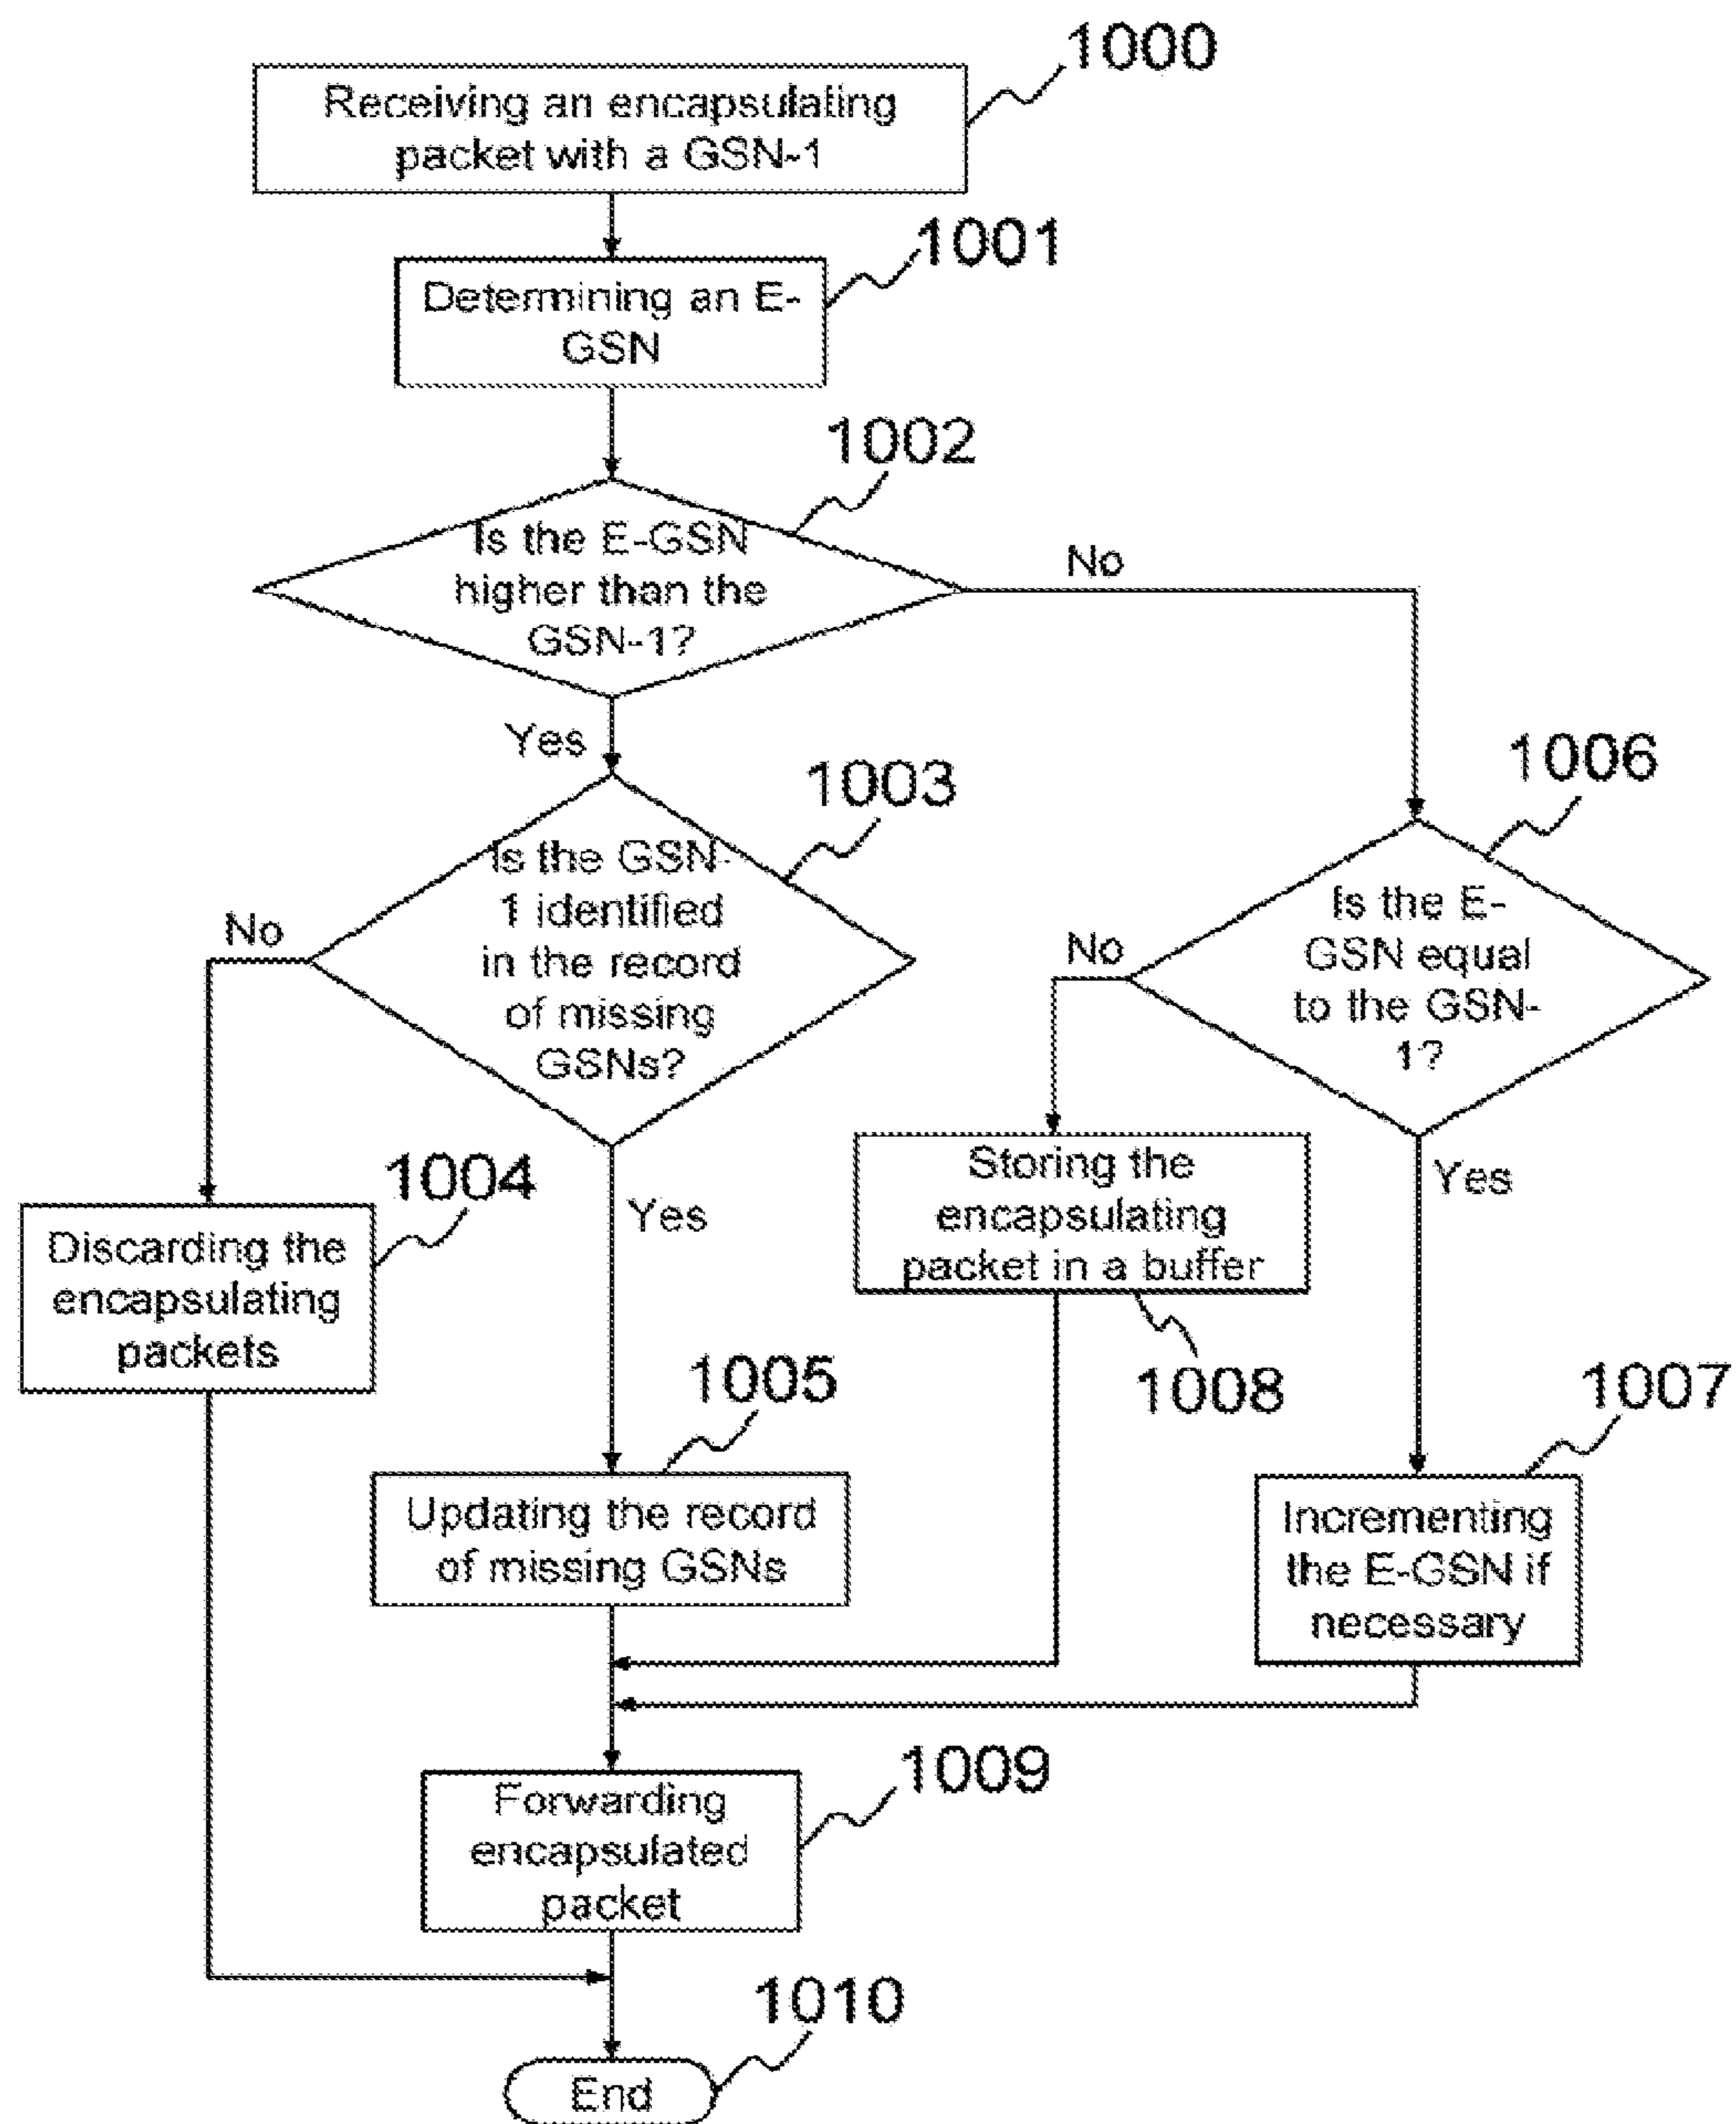 1000
Receiving an encapsulating
packet with a GSN-1
1001
Determining an E-
GSN
1002
Is the E-GSN
higher than the
GSN-1?
No
Yes
1003
Is the GSN-
1 identified
in the record
of missing
GSNs?
No
1006
Is the E-
GSN equal
to the GSN-
1?
No
1004
Discarding the
encapsulating
packets
Yes
Storing the
encapsulating
packet in a buffer
1008
Yes
1005
Updating the record
of missing GSNs
1007
Incrementing
the E-GSN if
necessary
1009
Forwarding
encapsulated
packet
1010
End